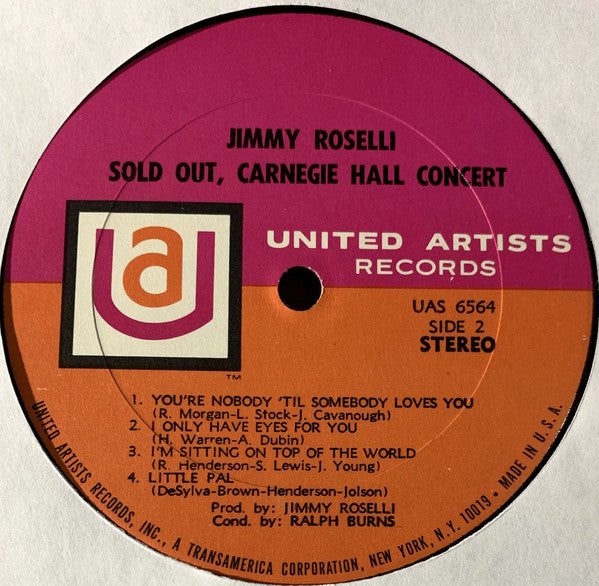 JIMMY ROSELLI
SOLD OUT, CARNEGIE HALL CONCERT
ua
TM
UNITED ARTISTS
RECORDS
UAS 6564
SIDE 2
STEREO
1. YOU'RE NOBODY 'TIL SOMEBODY LOVES YOU
(R. Morgan-L. Stock-J. Cavanough)
2. I ONLY HAVE EYES FOR YOU
(H. Warren-A. Dubin)
3. I'M SITTING ON TOP OF THE WORLD
(R. Henderson-S. Lewis-J. Young)
4. LITTLE PAL
(DeSylva-Brown-Henderson-Jolson)
Prod. by: JIMMY ROSELLI
Cond. by: RALPH BURNS
UNITED ARTISTS RECORDS, INC., A TRANSAMERICA CORPORATION, NEW YORK, N.Y. 10019 • MADE IN U.S.A.